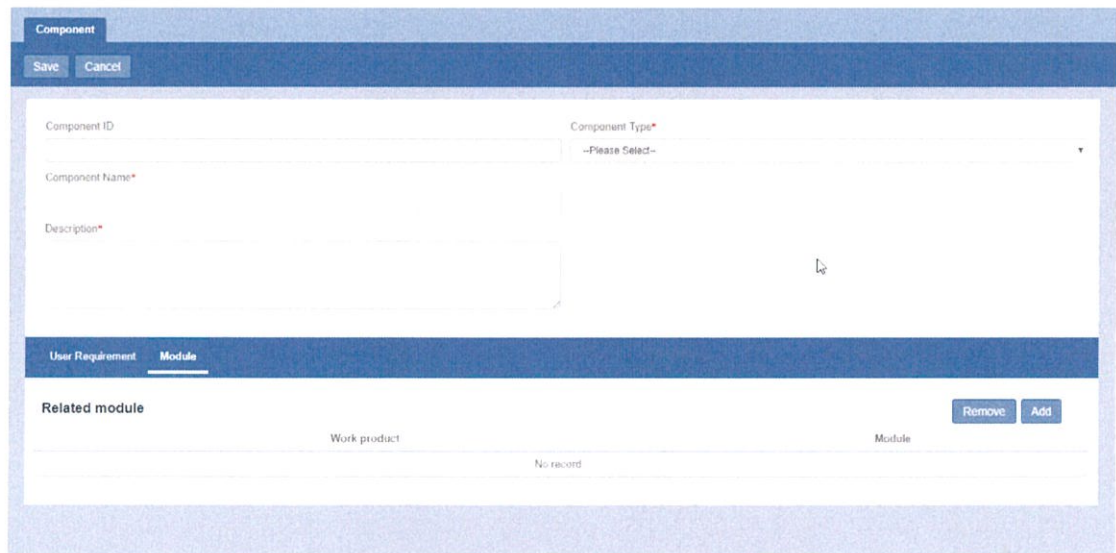 Component
Save Cancel
Component ID
Component Type*
--Please Select--
Component Name*
Description*
User Requirement Module
Related module
Remove Add
Work product Module
No record